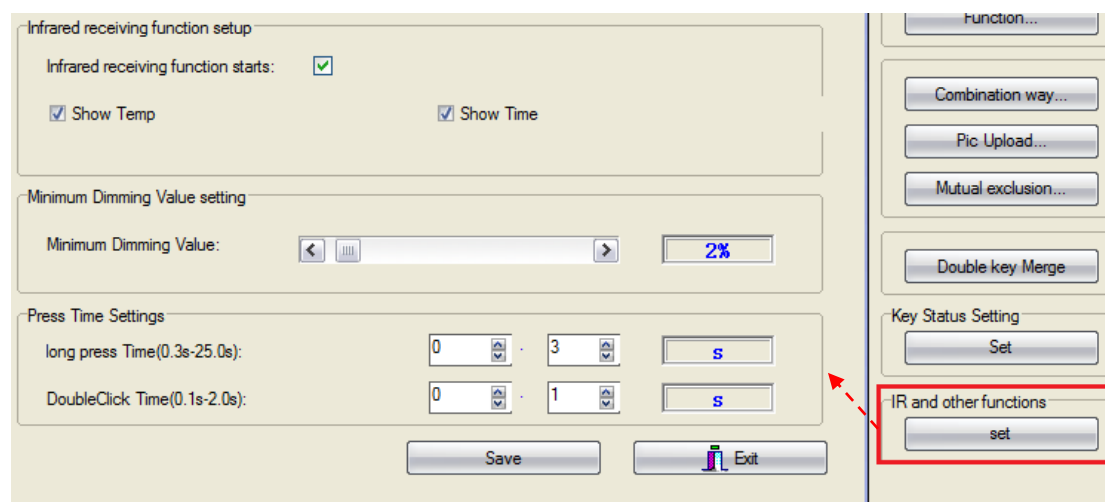 Infrared receiving function setup
Infrared receiving function starts:
Show Temp
Show Time
Minimum Dimming Value setting
Minimum Dimming Value:
2%
Press Time Settings
long press Time(0.3s-25.0s):
0 . 3 s
DoubleClick Time(0.1s-2.0s):
0 . 1 s
Save
Exit
Function...
Combination way...
Pic Upload...
Mutual exclusion...
Double key Merge
Key Status Setting
Set
IR and other functions
set